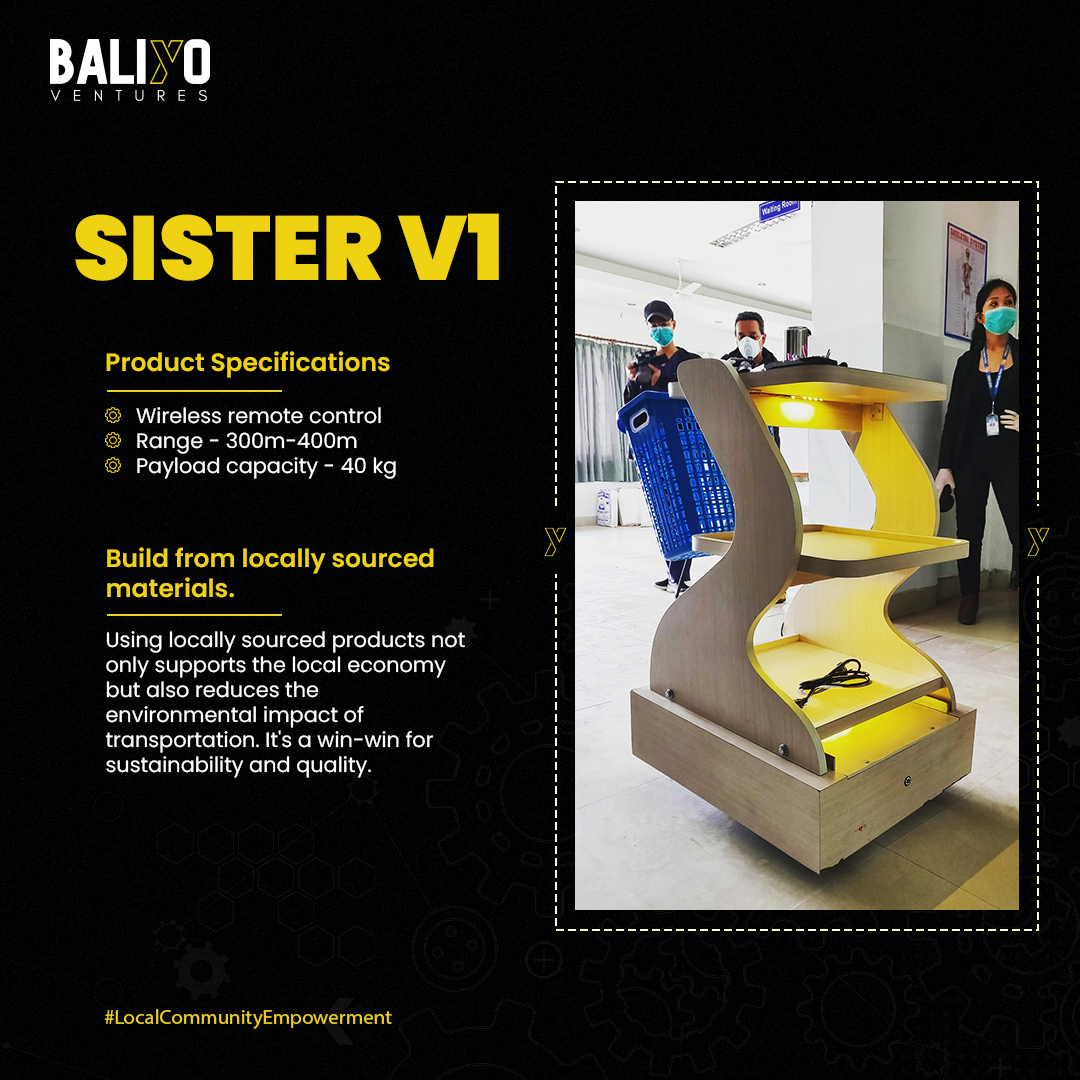 BALIYO
VENTURES
SISTER V1
Product Specifications
Wireless remote control
Range - 300m-400m
Payload capacity - 40 kg
Build from locally sourced
materials.
Using locally sourced products not
only supports the local economy
but also reduces the
environmental impact of
transportation. It's a win-win for
sustainability and quality.
#LocalCommunityEmpowerment
Waiting Room
SKELETAL SYSTEM